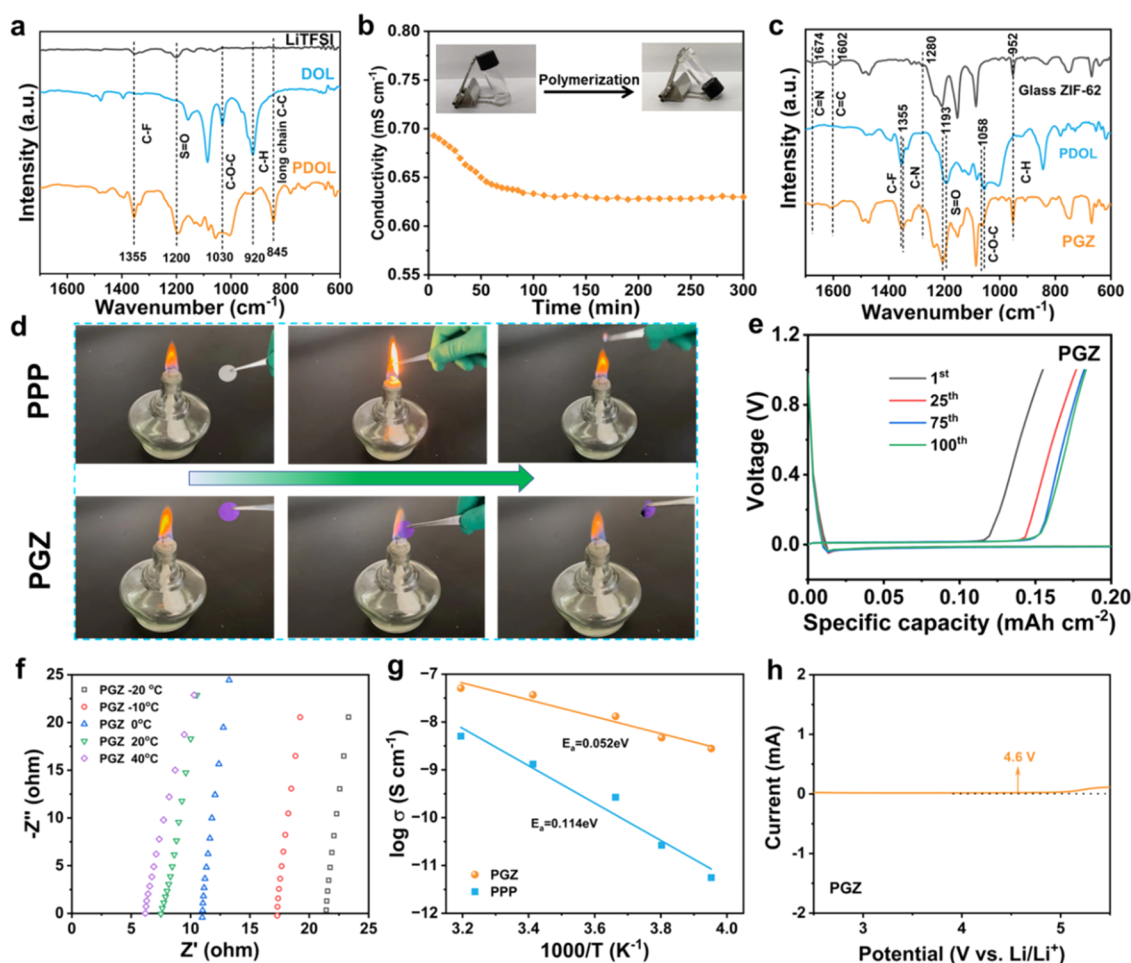 a
LiTFSI
DOL
PDOL
C-F
S=O
C-O-C
C-H
long chain C-C
1355 1200 1030 920 845
1600 1400 1200 1000 800 600
Wavenumber (cm⁻¹)
Intensity (a.u.)
b
0.80
0.75
0.70
0.65
0.60
0.55
Conductivity (mS cm⁻¹)
Polymerization
0 50 100 150 200 250 300
Time (min)
c
1674
1602
1280
952
C=N
C=C
Glass ZIF-62
1355
1193
1058
PDOL
C-F
C-N
S=O
C-O-C
C-H
PGZ
1600 1400 1200 1000 800 600
Wavenumber (cm⁻¹)
Intensity (a.u.)
d
PPP
PGZ
e
PGZ
1st
25th
75th
100th
1.2
0.8
0.4
0.0
Voltage (V)
0.00 0.05 0.10 0.15 0.20
Specific capacity (mAh cm⁻²)
f
25
20
15
10
5
0
-Z'' (ohm)
PGZ -20 °C
PGZ -10°C
PGZ 0°C
PGZ 20°C
PGZ 40°C
0 5 10 15 20 25
Z' (ohm)
g
−7
−8
−9
−10
−11
−12
log σ (S cm⁻¹)
Eₐ=0.052eV
Eₐ=0.114eV
PGZ
PPP
3.2 3.4 3.6 3.8 4.0
1000/T (K⁻¹)
h
2
1
0
-1
-2
Current (mA)
4.6 V
PGZ
3 4 5
Potential (V vs. Li/Li⁺)